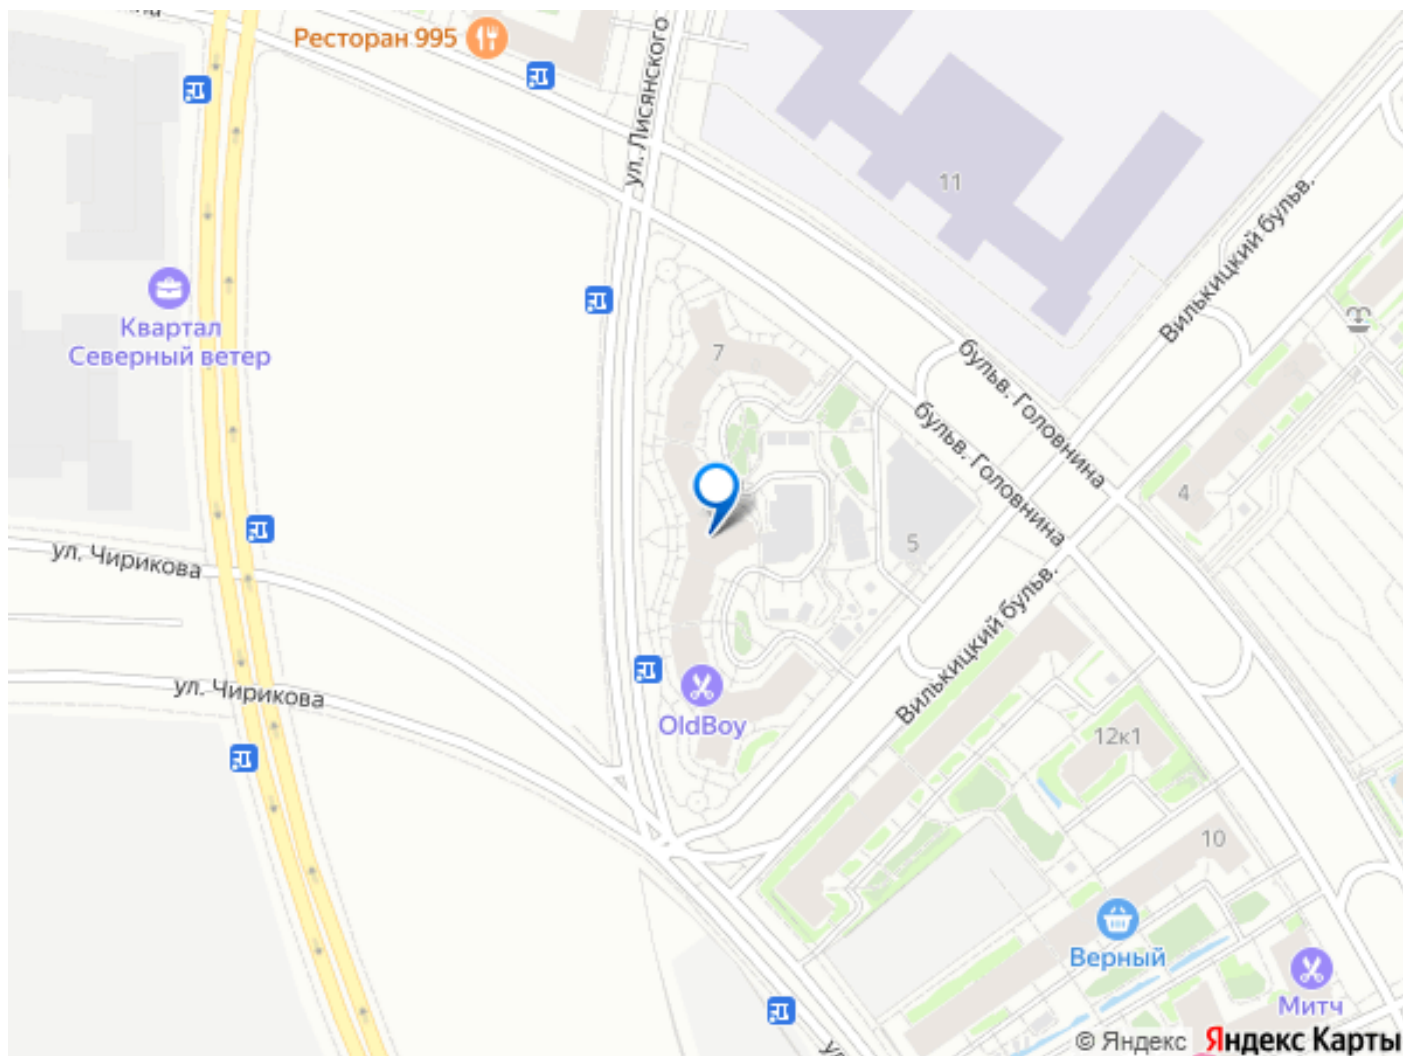 Ресторан 995
ул. Лисянского
11
Вилькицкий бульв.
Квартал
Северный ветер
7
бульв. Головнина
бульв. Головнина
4
5
ул. Чирикова
Вилькицкий бульв.
ул. Чирикова
OldBoy
12к1
10
Верный
Митч
© Яндекс Яндекс Карты